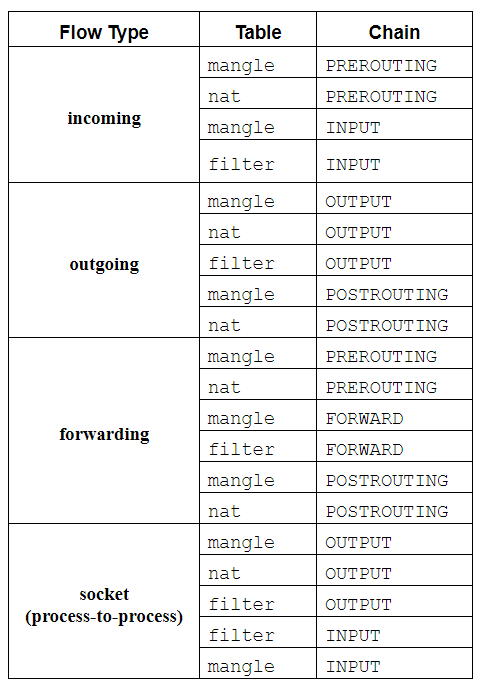 Flow Type Table Chain
incoming
mangle PREROUTING
nat PREROUTING
mangle INPUT
filter INPUT
outgoing
mangle OUTPUT
nat OUTPUT
filter OUTPUT
mangle POSTROUTING
nat POSTROUTING
forwarding
mangle PREROUTING
nat PREROUTING
mangle FORWARD
filter FORWARD
mangle POSTROUTING
nat POSTROUTING
socket
(process-to-process)
mangle OUTPUT
nat OUTPUT
filter OUTPUT
filter INPUT
mangle INPUT